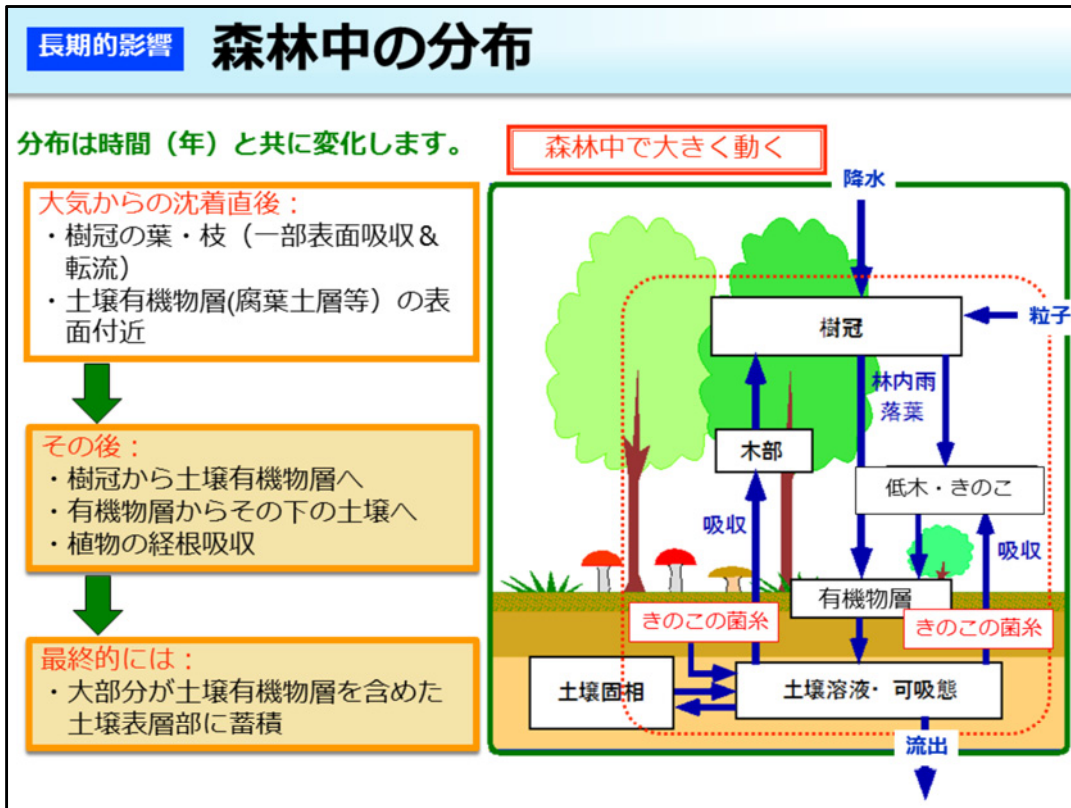 長期的影響
森林中の分布
分布は時間（年）と共に変化します。
大気からの沈着直後：
・樹冠の葉・枝（一部表面吸収＆
転流）
・土壌有機物層(腐葉土層等）の表
面付近
その後：
・樹冠から土壌有機物層へ
・有機物層からその下の土壌へ
・植物の経根吸収
最終的には：
・大部分が土壌有機物層を含めた
土壌表層部に蓄積
森林中で大きく動く
降水
樹冠
粒子
林内雨
落葉
木部
低木・きのこ
吸収
吸収
有機物層
きのこの菌糸
きのこの菌糸
土壌固相
土壌溶液・可吸態
流出